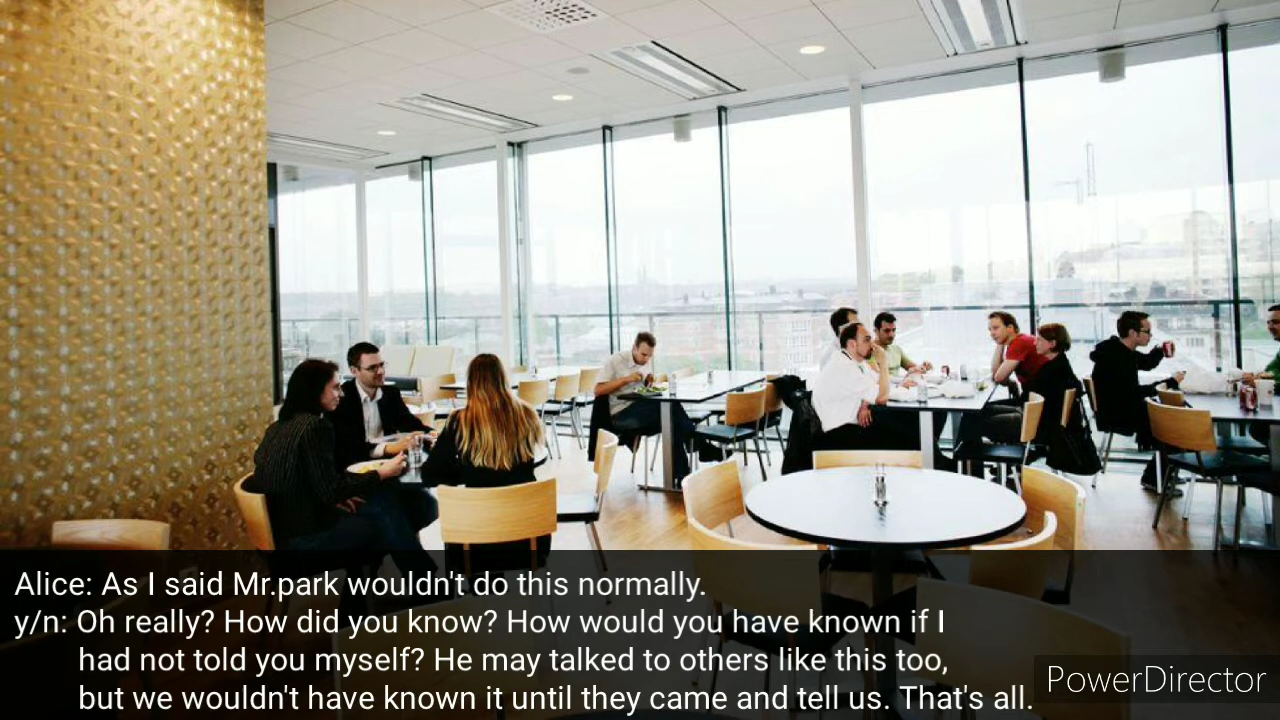 Alice: As I said Mr.park wouldn't do this normally.
y/n: Oh really? How did you know? How would you have known if I
had not told you myself? He may talked to others like this too,
but we wouldn't have known it until they came and tell us. That's all.
PowerDirector